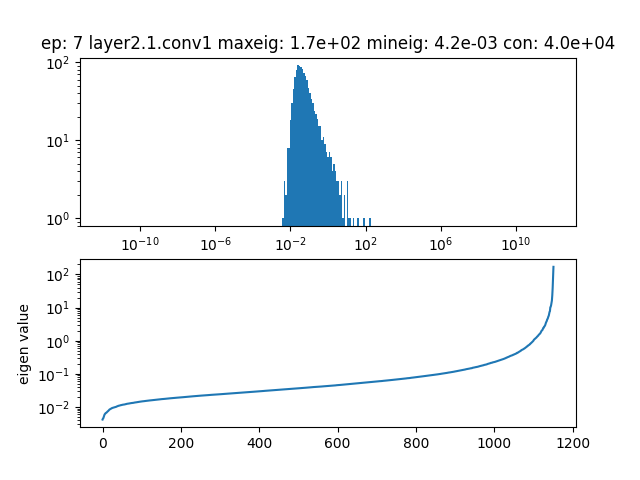 ep: 7 layer2.1.conv1 maxeig: 1.7e+02 mineig: 4.2e-03 con: 4.0e+04
10²
10¹
10⁰
10⁻¹⁰ 10⁻⁶ 10⁻² 10² 10⁶ 10¹⁰
eigen value
10²
10¹
10⁰
10⁻¹
10⁻²
0 200 400 600 800 1000 1200